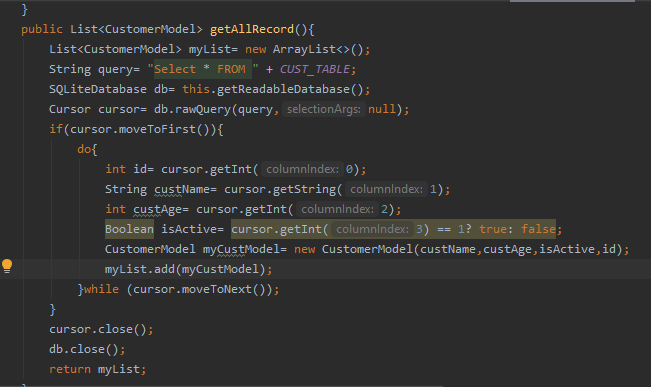 }
public List<CustomerModel> getAllRecord(){
List<CustomerModel> myList= new ArrayList<>();
String query= "Select * FROM " + CUST_TABLE;
SQLiteDatabase db= this.getReadableDatabase();
Cursor cursor= db.rawQuery(query, selectionArgs: null);
if(cursor.moveToFirst()){
do{
int id= cursor.getInt( columnIndex: 0);
String custName= cursor.getString( columnIndex: 1);
int custAge= cursor.getInt( columnIndex: 2);
Boolean isActive= cursor.getInt( columnIndex: 3) == 1? true: false;
CustomerModel myCustModel= new CustomerModel(custName,custAge,isActive,id);
myList.add(myCustModel);
}while (cursor.moveToNext());
}
cursor.close();
db.close();
return myList;